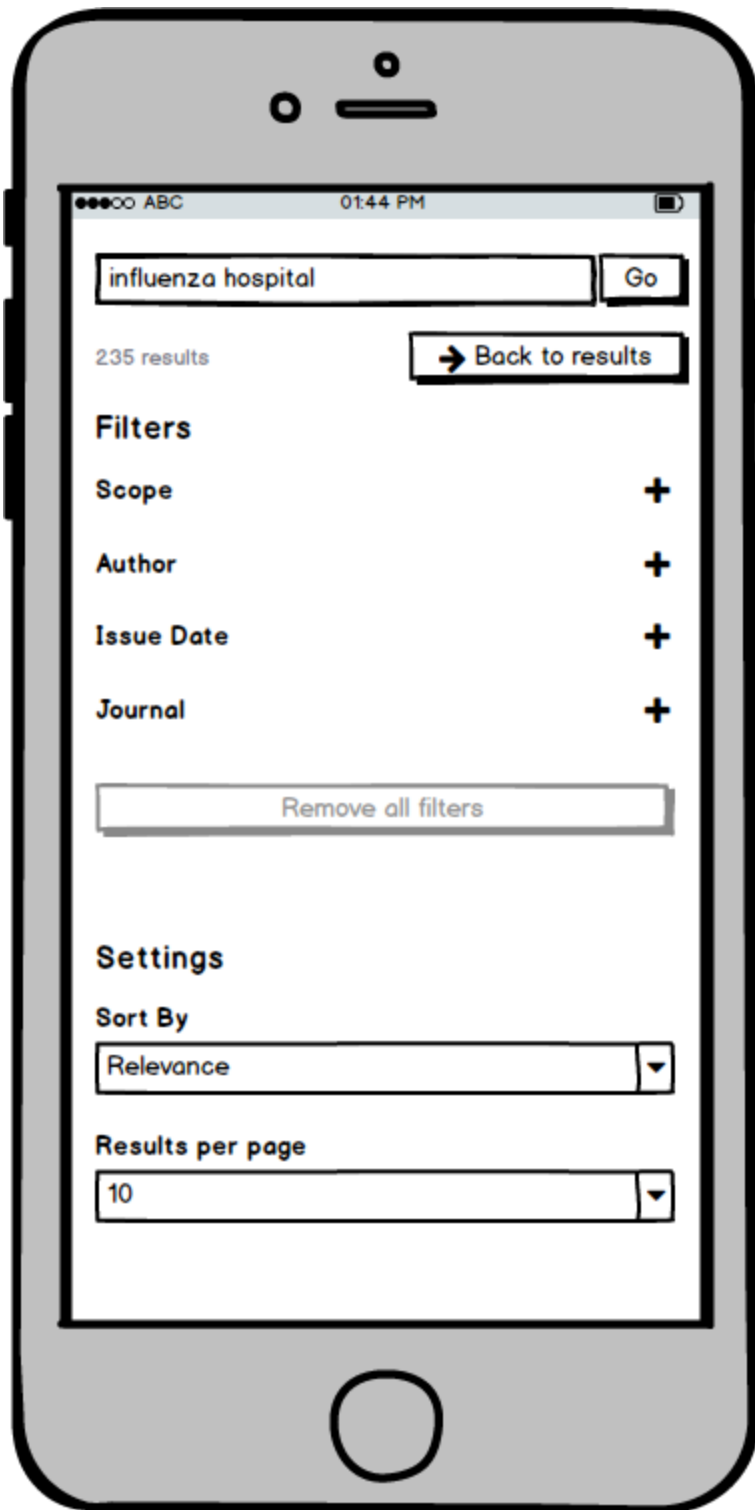 ABC 01:44 PM
influenza hospital Go
235 results Back to results
Filters
Scope
Author
Issue Date
Journal
Remove all filters
Settings
Sort By
Relevance
Results per page
10